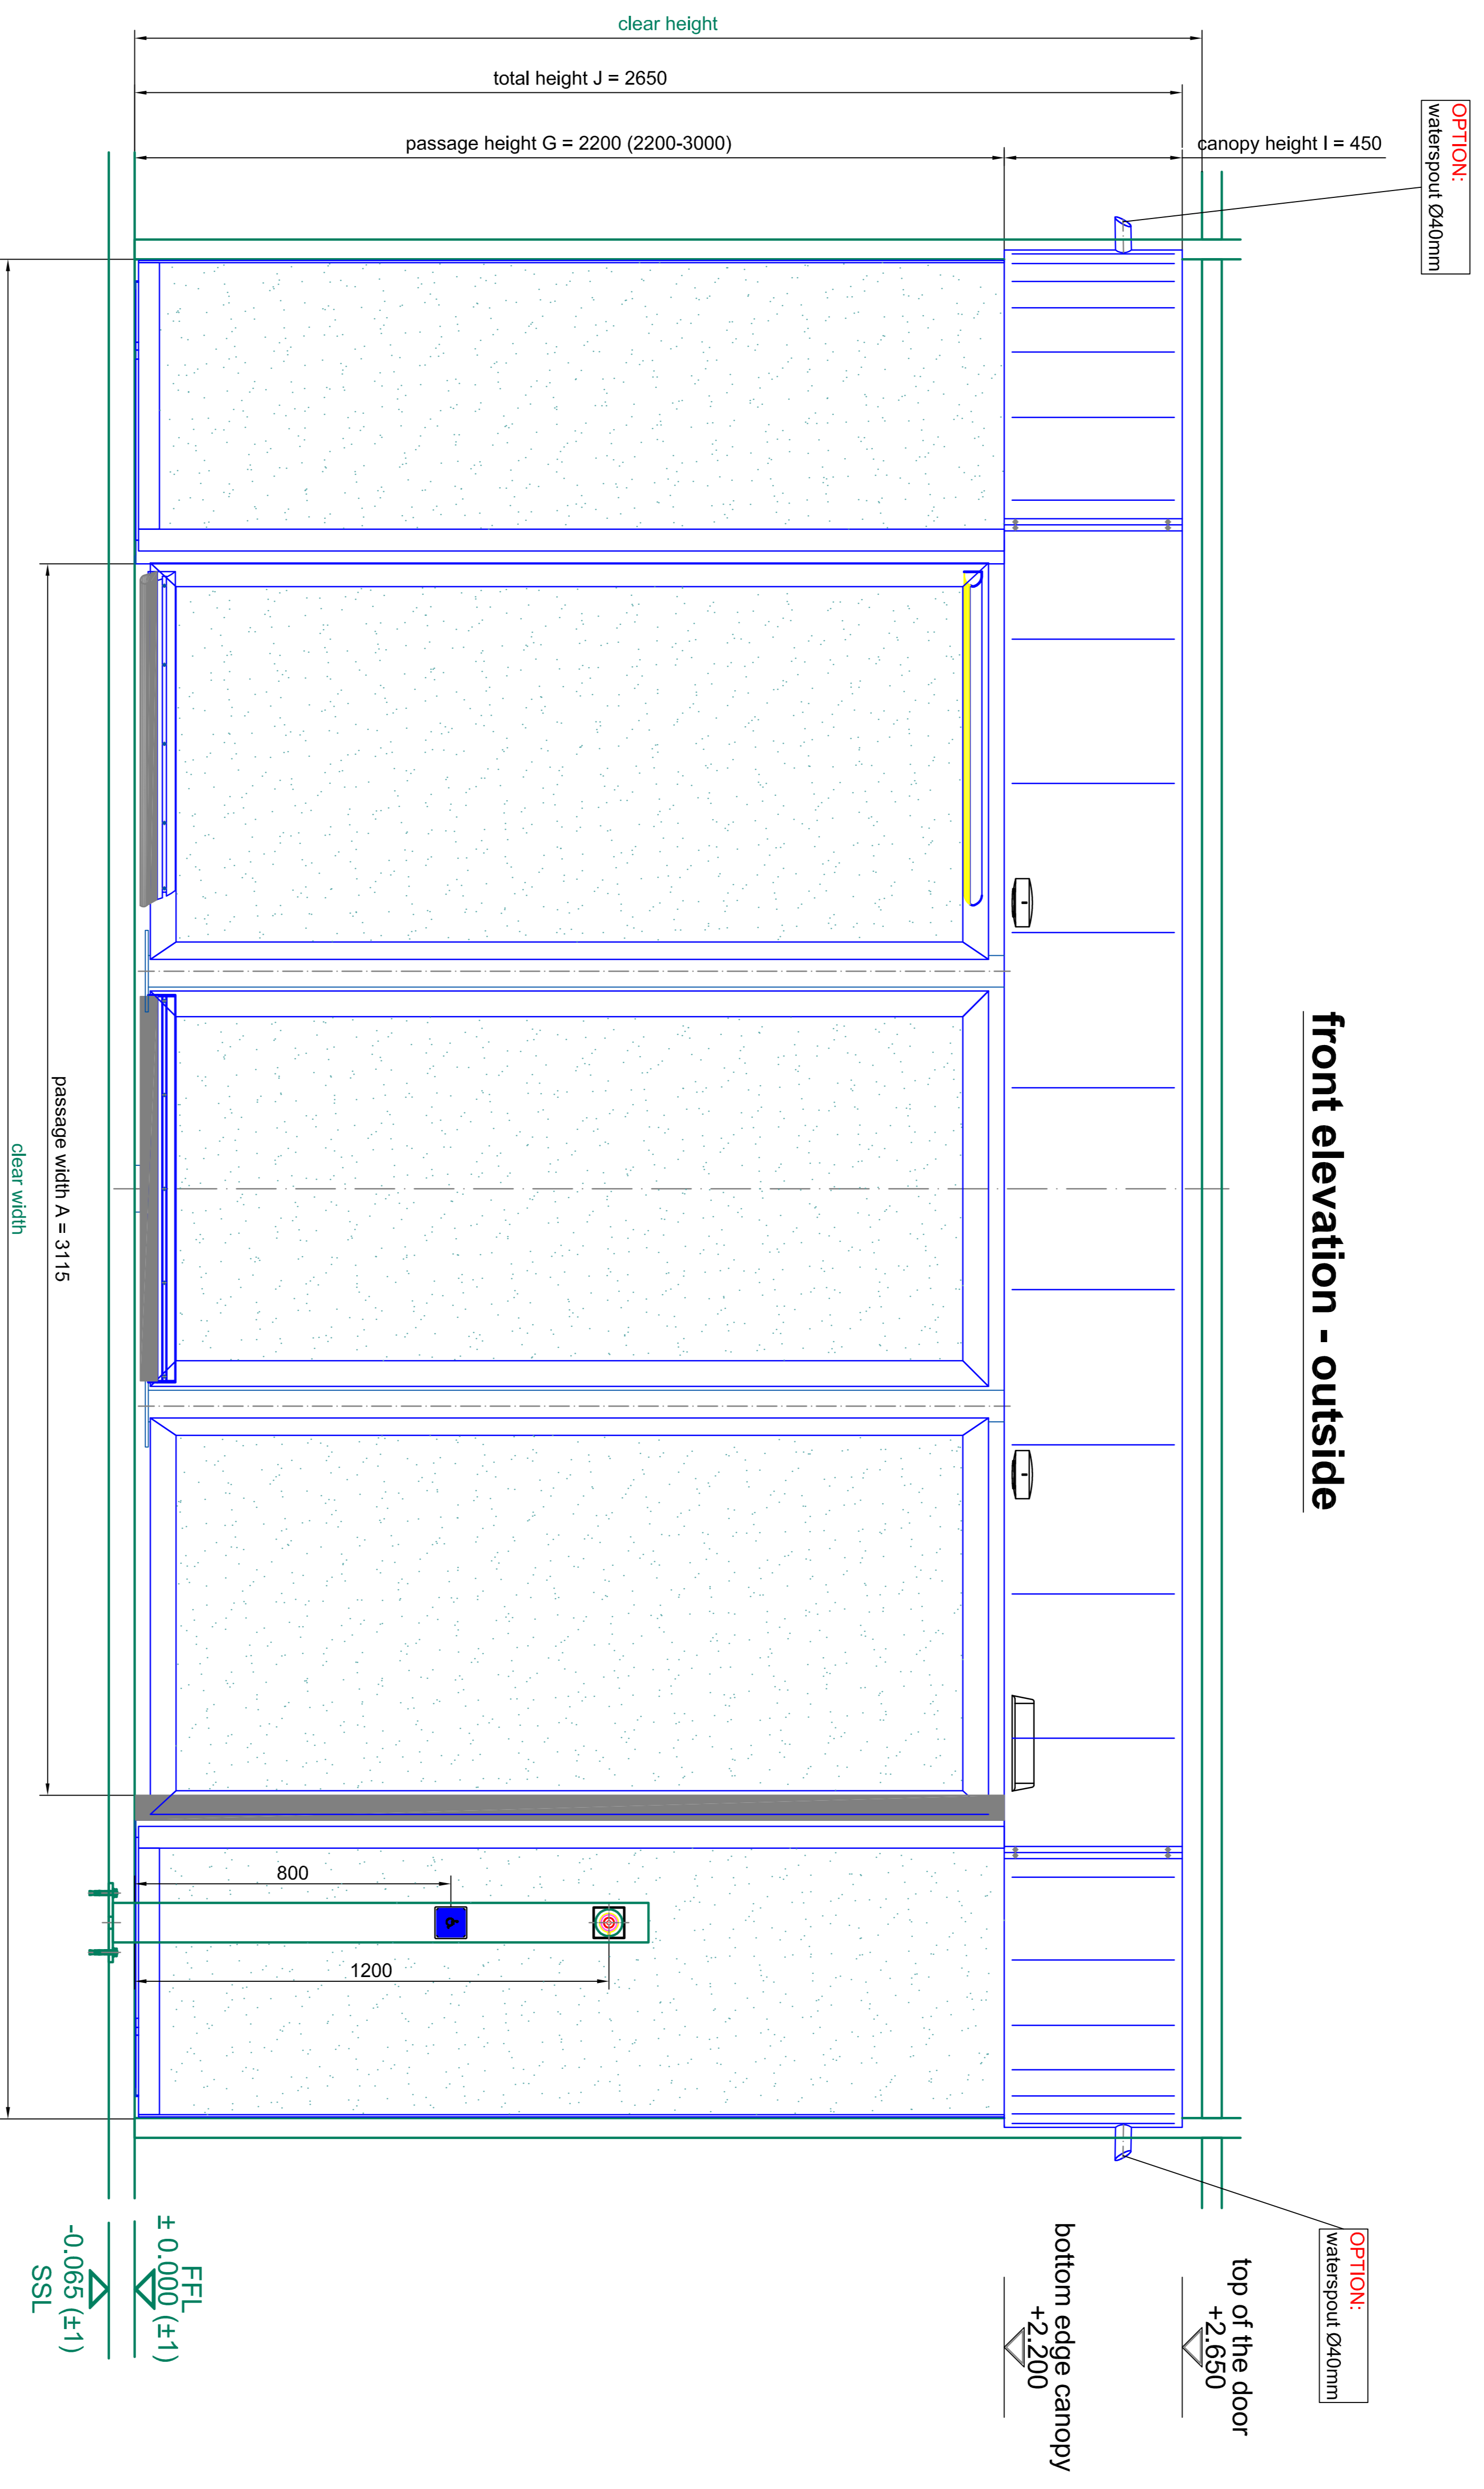 front elevation - outside
OPTION:
waterspout Ø40mm
OPTION:
waterspout Ø40mm
clear height
total height J = 2650
passage height G = 2200 (2200-3000)
canopy height I = 450
top of the door
+2.650
bottom edge canopy
+2.200
800
1200
FFL
± 0.000 (±1)
-0.065 (±1)
SSL
passage width A = 3115
clear width